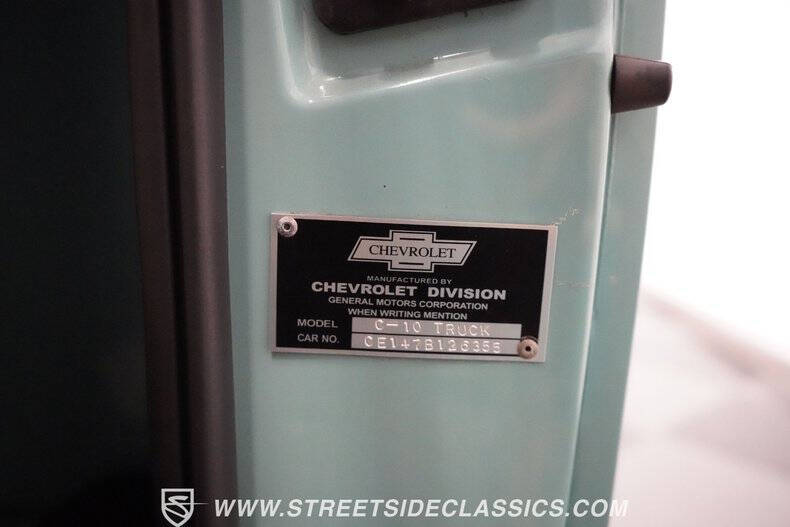 CHEVROLET
MANUFACTURED BY
CHEVROLET DIVISION
GENERAL MOTORS CORPORATION
WHEN WRITING MENTION
MODEL C-10 TRUCK
CAR NO. CE147B126355
WWW.STREETSIDECLASSICS.COM